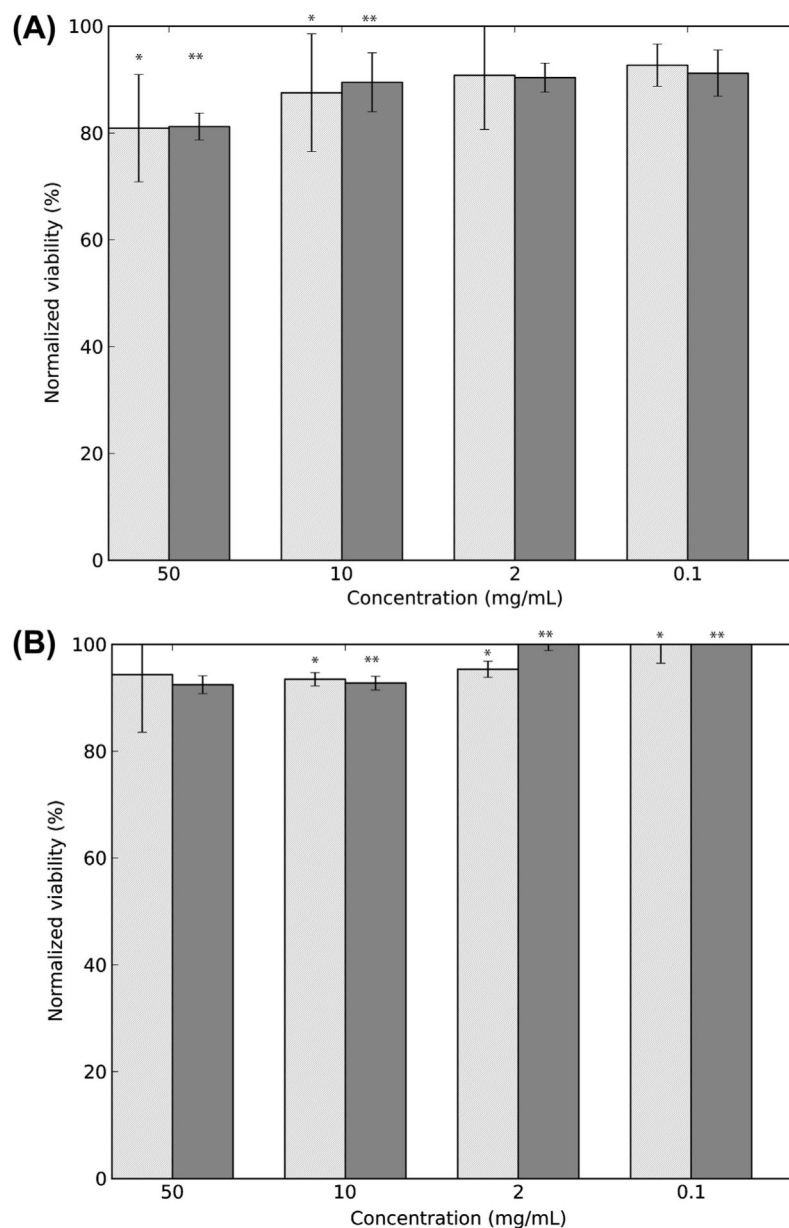 (A)
100
80
60
40
20
0
Normalized viability (%)
* ** * **
50 10 2 0.1
Concentration (mg/mL)
(B)
100
80
60
40
20
0
Normalized viability (%)
* ** * ** * **
50 10 2 0.1
Concentration (mg/mL)